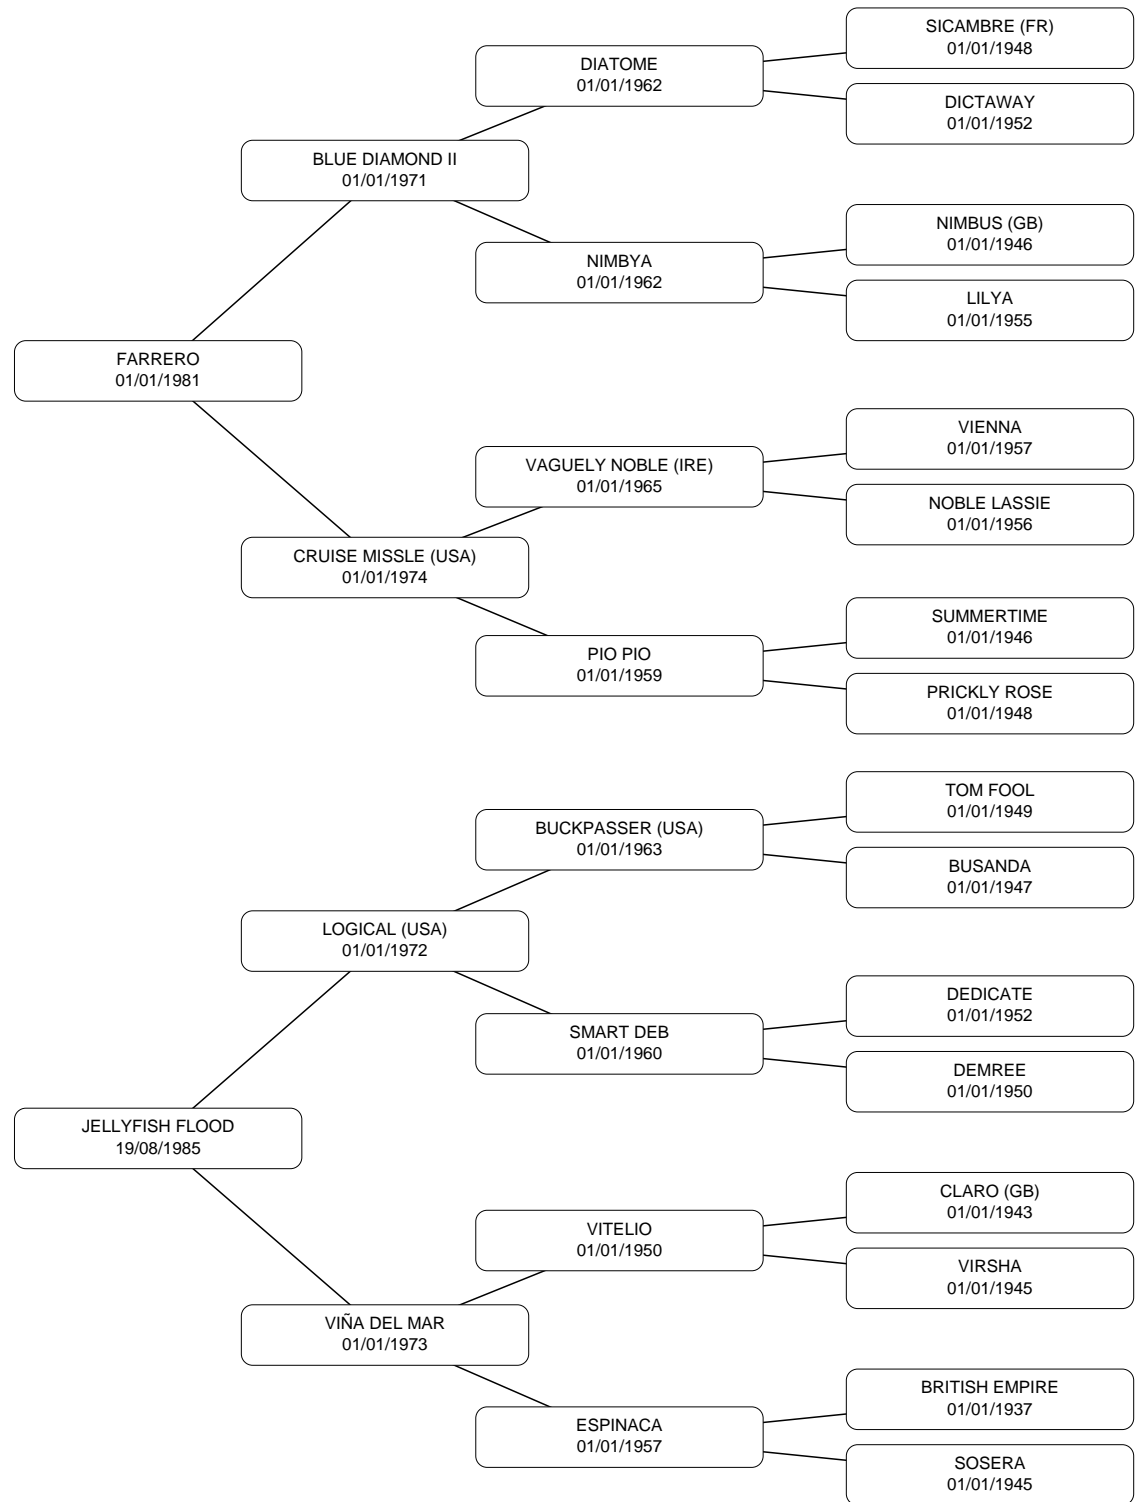 SICAMBRE (FR)
01/01/1948
DIATOME
01/01/1962
DICTAWAY
01/01/1952
BLUE DIAMOND II
01/01/1971
NIMBUS (GB)
01/01/1946
NIMBYA
01/01/1962
LILYA
01/01/1955
FARRERO
01/01/1981
VIENNA
01/01/1957
VAGUELY NOBLE (IRE)
01/01/1965
NOBLE LASSIE
01/01/1956
CRUISE MISSLE (USA)
01/01/1974
SUMMERTIME
01/01/1946
PIO PIO
01/01/1959
PRICKLY ROSE
01/01/1948
TOM FOOL
01/01/1949
BUCKPASSER (USA)
01/01/1963
BUSANDA
01/01/1947
LOGICAL (USA)
01/01/1972
DEDICATE
01/01/1952
SMART DEB
01/01/1960
DEMREE
01/01/1950
JELLYFISH FLOOD
19/08/1985
CLARO (GB)
01/01/1943
VITELIO
01/01/1950
VIRSHA
01/01/1945
VIÑA DEL MAR
01/01/1973
BRITISH EMPIRE
01/01/1937
ESPINACA
01/01/1957
SOSERA
01/01/1945